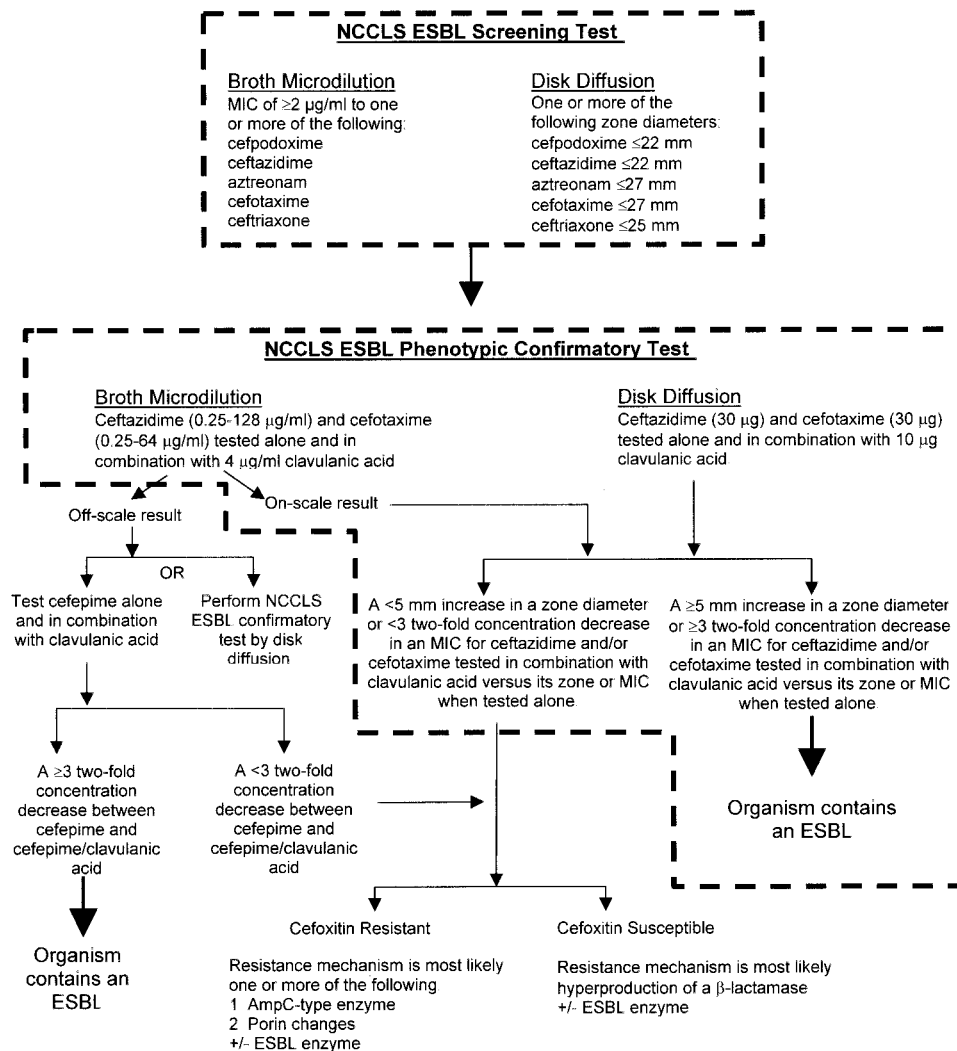 NCCLS ESBL Screening Test
Broth Microdilution
MIC of ≥2 µg/ml to one
or more of the following:
cefpodoxime
ceftazidime
aztreonam
cefotaxime
ceftriaxone
Disk Diffusion
One or more of the
following zone diameters:
cefpodoxime ≤22 mm
ceftazidime ≤22 mm
aztreonam ≤27 mm
cefotaxime ≤27 mm
ceftriaxone ≤25 mm
NCCLS ESBL Phenotypic Confirmatory Test
Broth Microdilution
Ceftazidime (0.25-128 µg/ml) and cefotaxime
(0.25-64 µg/ml) tested alone and in
combination with 4 µg/ml clavulanic acid
Disk Diffusion
Ceftazidime (30 µg) and cefotaxime (30 µg)
tested alone and in combination with 10 µg
clavulanic acid.
Off-scale result
On-scale result
OR
Test cefepime alone
and in combination
with clavulanic acid
Perform NCCLS
ESBL confirmatory
test by disk
diffusion
A <5 mm increase in a zone diameter
or <3 two-fold concentration decrease
in an MIC for ceftazidime and/or
cefotaxime tested in combination with
clavulanic acid versus its zone or MIC
when tested alone.
A ≥5 mm increase in a zone diameter
or ≥3 two-fold concentration decrease
in an MIC for ceftazidime and/or
cefotaxime tested in combination with
clavulanic acid versus its zone or MIC
when tested alone.
A ≥3 two-fold
concentration
decrease between
cefepime and
cefepime/clavulanic
acid
A <3 two-fold
concentration
decrease between
cefepime and
cefepime/clavulanic
acid
Organism contains
an ESBL
Organism
contains an
ESBL
Cefoxitin Resistant
Resistance mechanism is most likely
one or more of the following
1 AmpC-type enzyme
2 Porin changes
+/- ESBL enzyme
Cefoxitin Susceptible
Resistance mechanism is most likely
hyperproduction of a β-lactamase
+/- ESBL enzyme